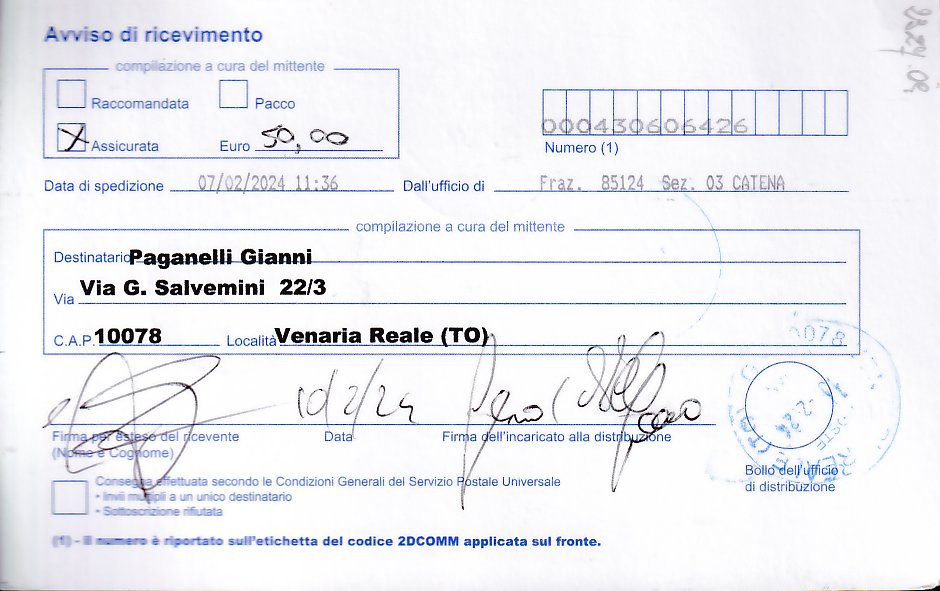 Avviso di ricevimento
compilazione a cura del mittente
Raccomandata Pacco
X Assicurata Euro 50,00
000430606426
Numero (1)
Data di spedizione 07/02/2024 11:36 Dall'ufficio di Fraz. 85124 Sez. 03 CATENA
compilazione a cura del mittente
Destinatario Paganelli Gianni
Via Via G. Salvemini 22/3
C.A.P. 10078 Località Venaria Reale (TO)
10078
10/2/24
Firma per esteso del ricevente Data Firma dell'incaricato alla distribuzione
(Nome e Cognome)
Bollo dell'ufficio
di distribuzione
Consegna effettuata secondo le Condizioni Generali del Servizio Postale Universale
• Invii multipli a un unico destinatario
• Sottoscrizione rifiutata
(1) - Il numero è riportato sull'etichetta del codice 2DCOMM applicata sul fronte.